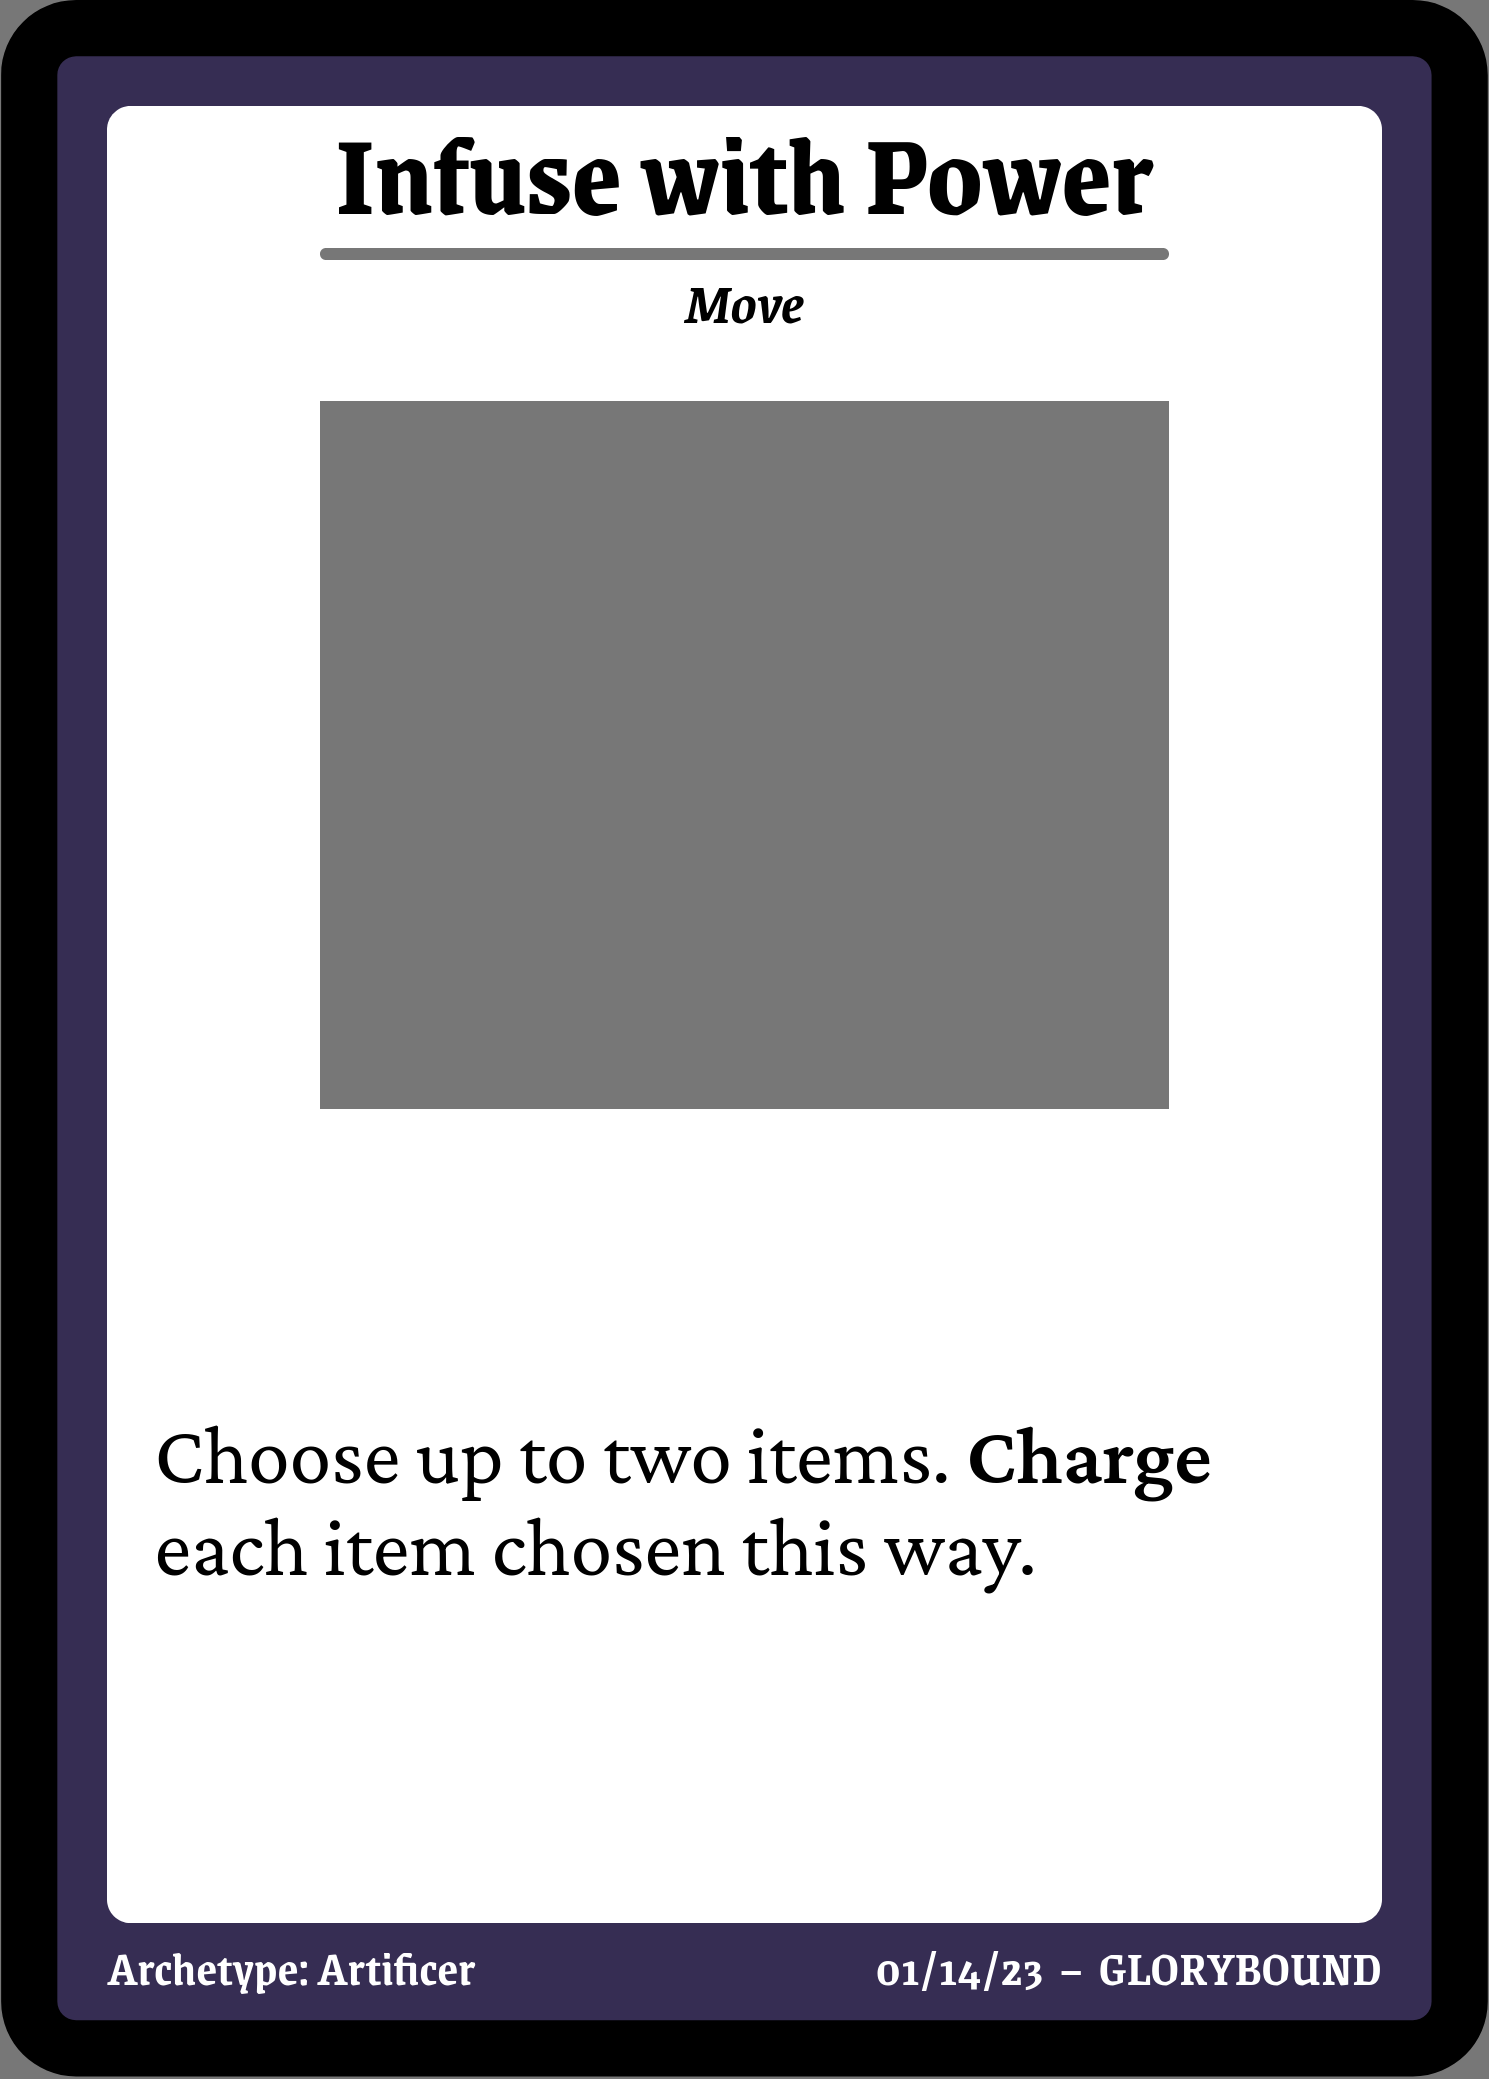 Infuse with Power
Move
Choose up to two items. Charge
each item chosen this way.
Archetype: Artificer
01/14/23 – GLORYBOUND